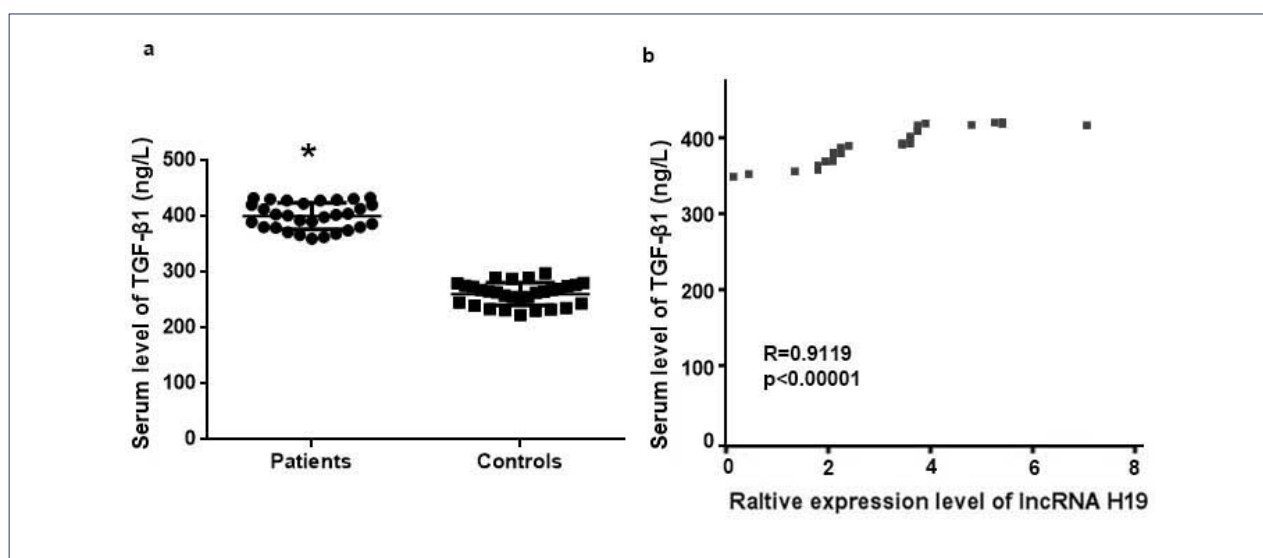 a
Serum level of TGF-β1 (ng/L)
500
400
300
200
100
0
*
Patients
Controls
b
Serum level of TGF-β1 (ng/L)
400
300
200
100
0
R=0.9119
p<0.00001
0
2
4
6
8
Raltive expression level of lncRNA H19